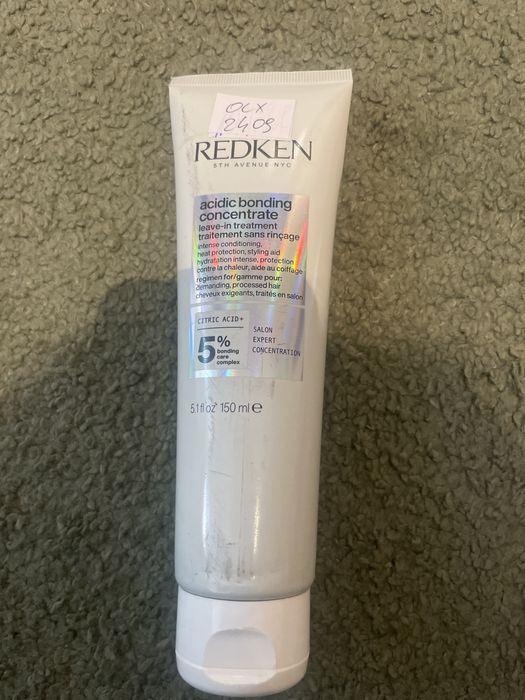 OLX
2409
REDKEN
5TH AVENUE NYC
acidic bonding
concentrate
leave-in treatment
traitement sans rinçage
intense conditioning,
heat protection, styling aid
hydratation intense, protection
contre la chaleur, aide au coiffage
regimen for/gamme pour:
demanding, processed hair
cheveux exigeants, traités en salon
CITRIC ACID+
5%
bonding
care
complex
SALON
EXPERT
CONCENTRATION
5.1 fl oz 150 ml e